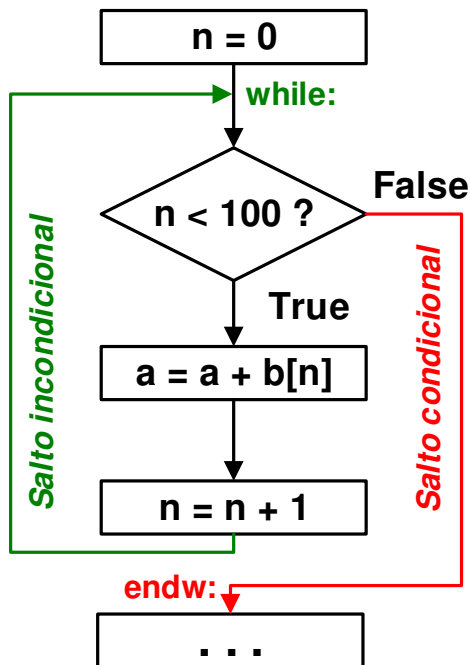 n = 0
while:
n < 100 ?
False
True
a = a + b[n]
n = n + 1
Salto incondicional
Salto condicional
endw:
. . .